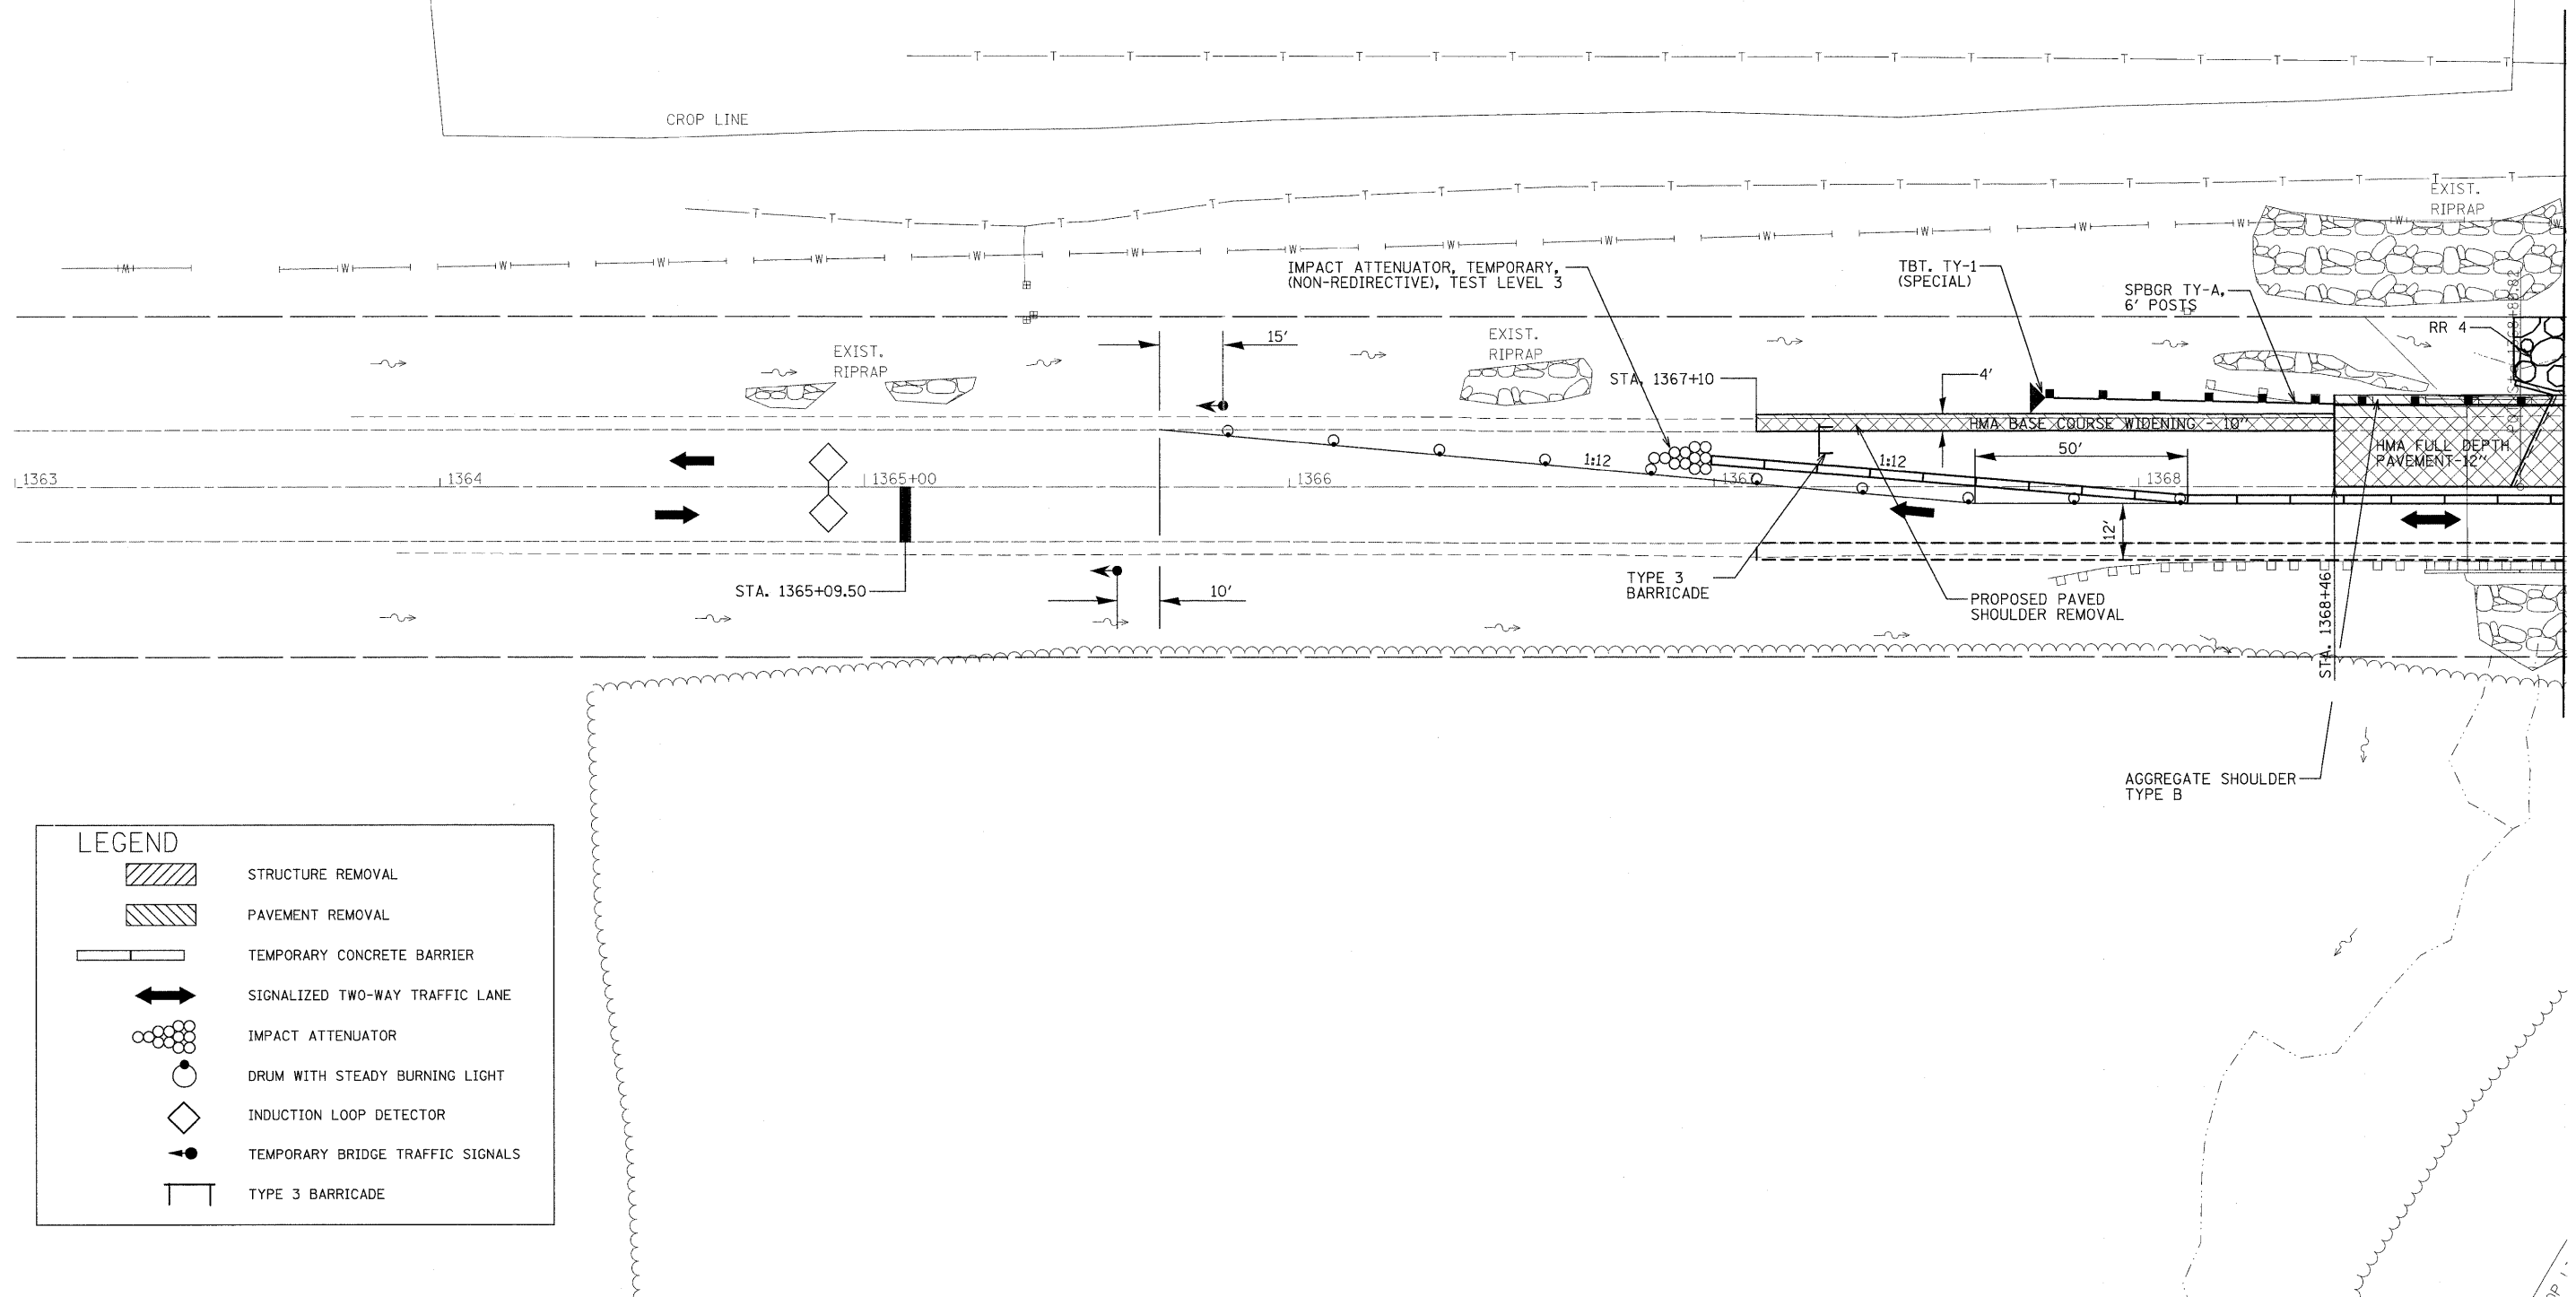 CROP LINE
EXIST.
RIPRAP
IMPACT ATTENUATOR, TEMPORARY,
(NON-REDIRECTIVE), TEST LEVEL 3
TBT. TY-1
(SPECIAL)
SPBGR TY-A,
6' POSTS
RR 4
15'
EXIST.
RIPRAP
EXIST.
RIPRAP
STA. 1367+10
4'
HMA BASE COURSE WIDENING - 10"
HMA FULL DEPTH
PAVEMENT-12"
50'
1:12
1:12
1363
1364
1365+00
1366
1368
12'
STA. 1365+09.50
10'
TYPE 3
BARRICADE
PROPOSED PAVED
SHOULDER REMOVAL
STA. 1368+46
AGGREGATE SHOULDER
TYPE B
LEGEND
STRUCTURE REMOVAL
PAVEMENT REMOVAL
TEMPORARY CONCRETE BARRIER
SIGNALIZED TWO-WAY TRAFFIC LANE
IMPACT ATTENUATOR
DRUM WITH STEADY BURNING LIGHT
INDUCTION LOOP DETECTOR
TEMPORARY BRIDGE TRAFFIC SIGNALS
TYPE 3 BARRICADE